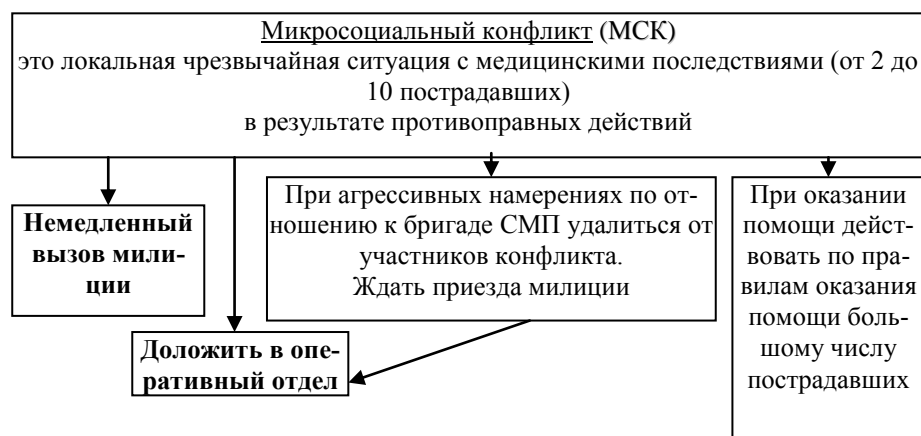 Микросоциальный конфликт (МСК)
это локальная чрезвычайная ситуация с медицинскими последствиями (от 2 до
10 пострадавших)
в результате противоправных действий
Немедленный
вызов мили-
ции
Доложить в опе-
ративный отдел
При агрессивных намерениях по от-
ношению к бригаде СМП удалиться от
участников конфликта.
Ждать приезда милиции
При оказании
помощи дейст-
вовать по пра-
вилам оказания
помощи боль-
шому числу
пострадавших